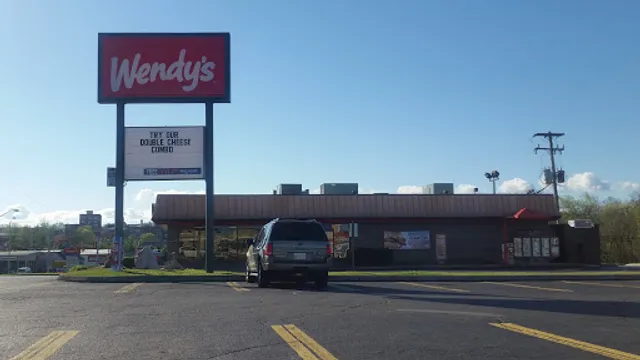 Wendy's
TRY OUR
DOUBLE CHEESE
COMBO